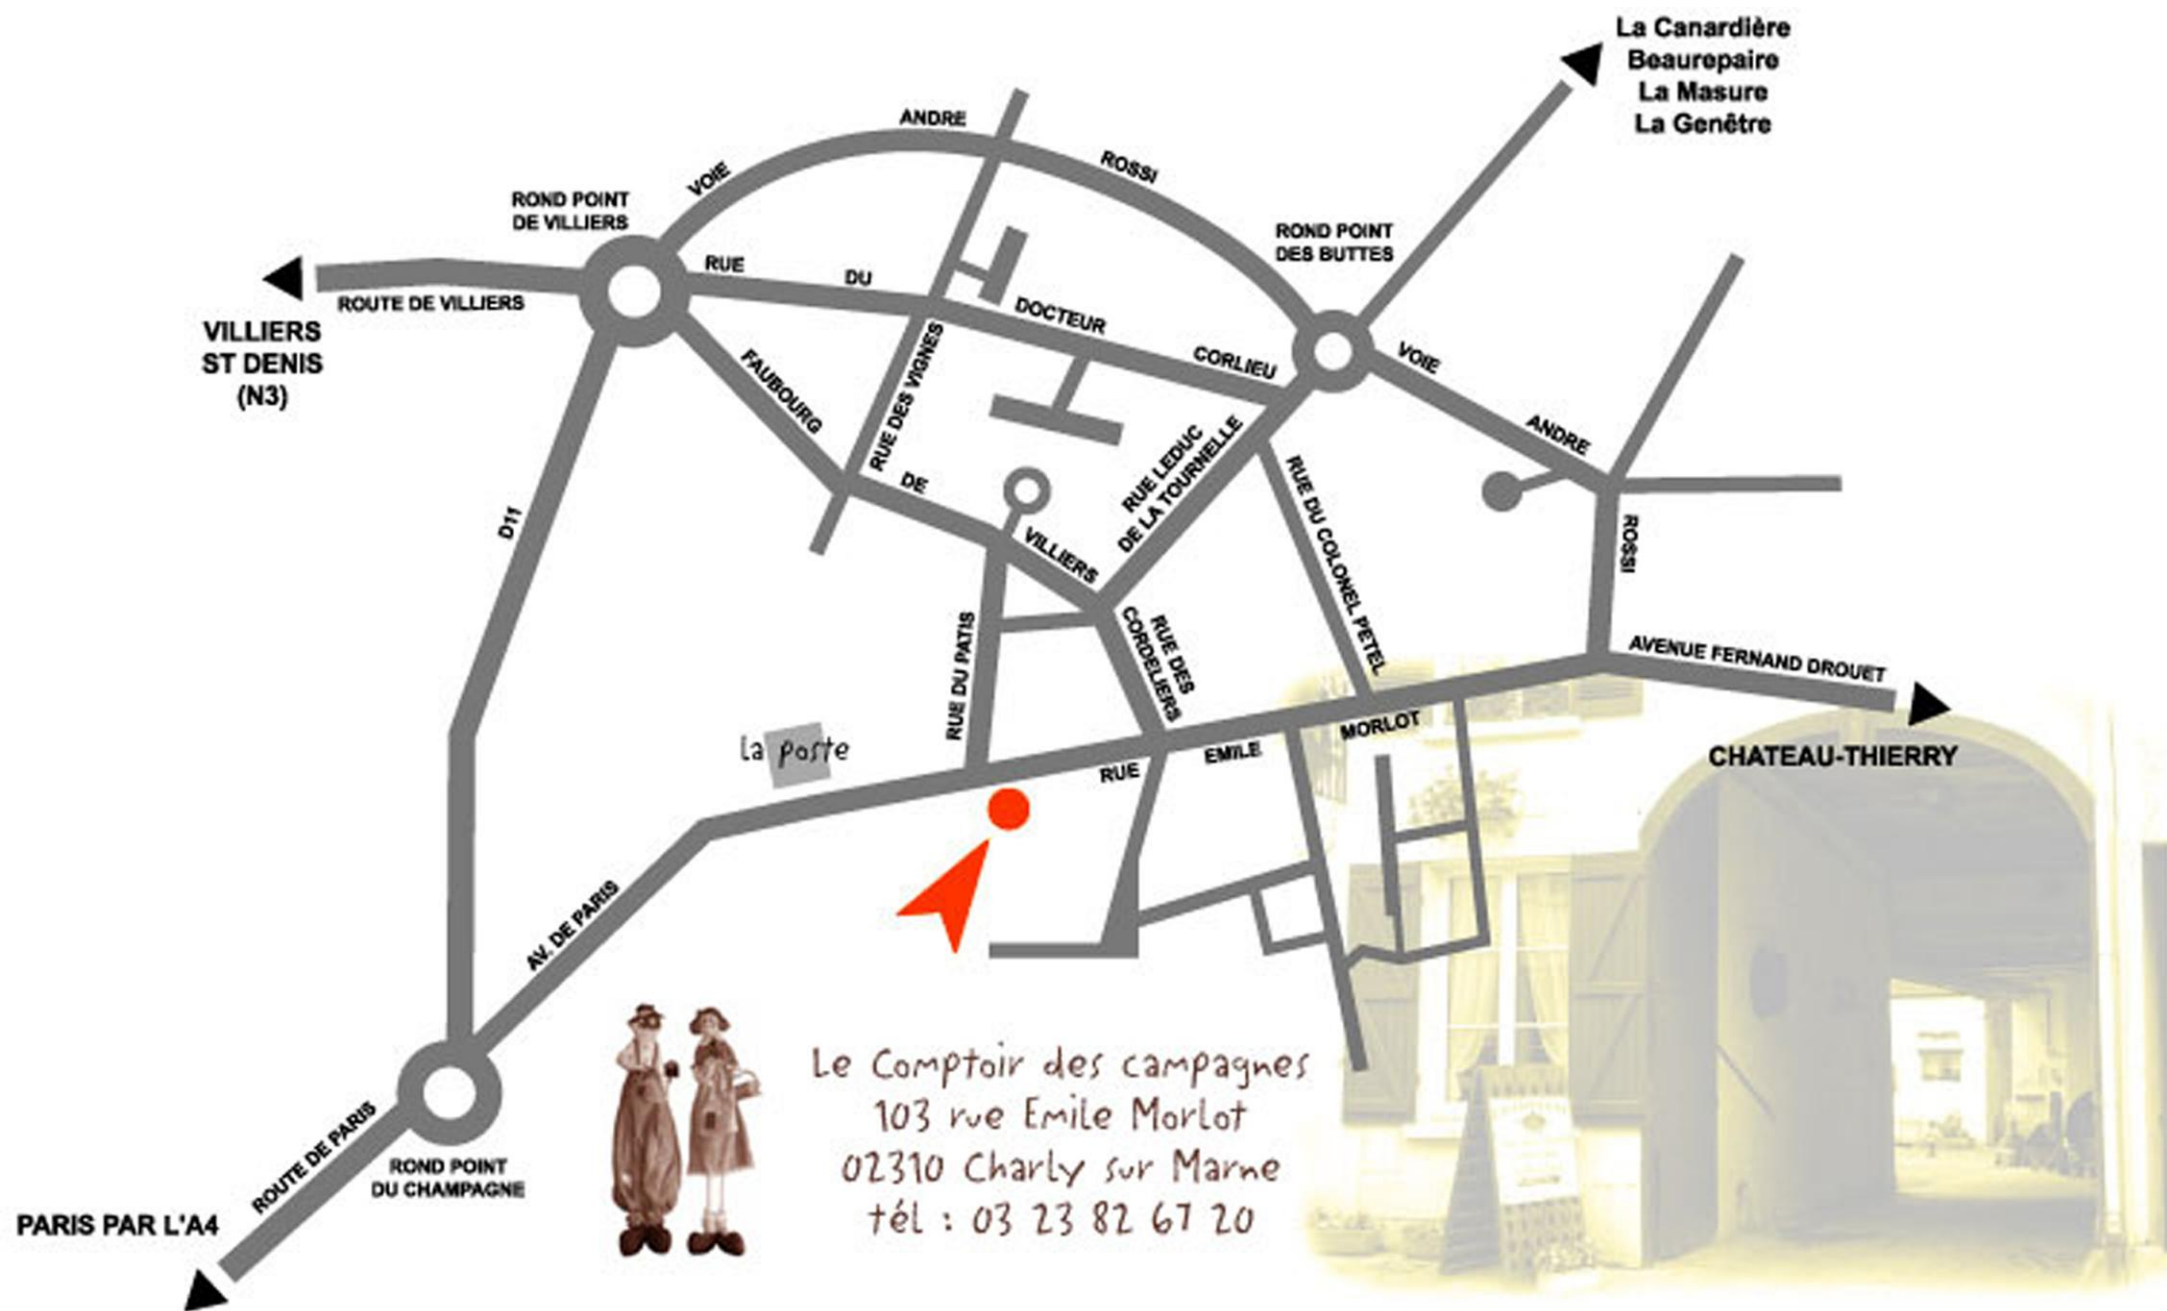 La Canardière
Beaurepaire
La Masure
La Genêtre
ANDRE
ROSSI
VOIE
ROND POINT
DE VILLIERS
ROND POINT
DES BUTTES
RUE
DU
DOCTEUR
CORLIEU
ROUTE DE VILLIERS
VILLIERS
ST DENIS
(N3)
FAUBOURG
RUE DES VIGNES
DE
VILLIERS
RUE LEDUC
DE LA TOURNELLE
VOIE
ANDRE
ROSSI
RUE DU COLONEL PETEL
D11
RUE DU PATIS
RUE DES
CORDELIERS
AVENUE FERNAND DROUET
CHATEAU-THIERRY
la poste
RUE
EMILE
MORLOT
AV. DE PARIS
ROUTE DE PARIS
ROND POINT
DU CHAMPAGNE
PARIS PAR L'A4
Le Comptoir des campagnes
103 rue Emile Morlot
02310 Charly sur Marne
tél : 03 23 82 67 20